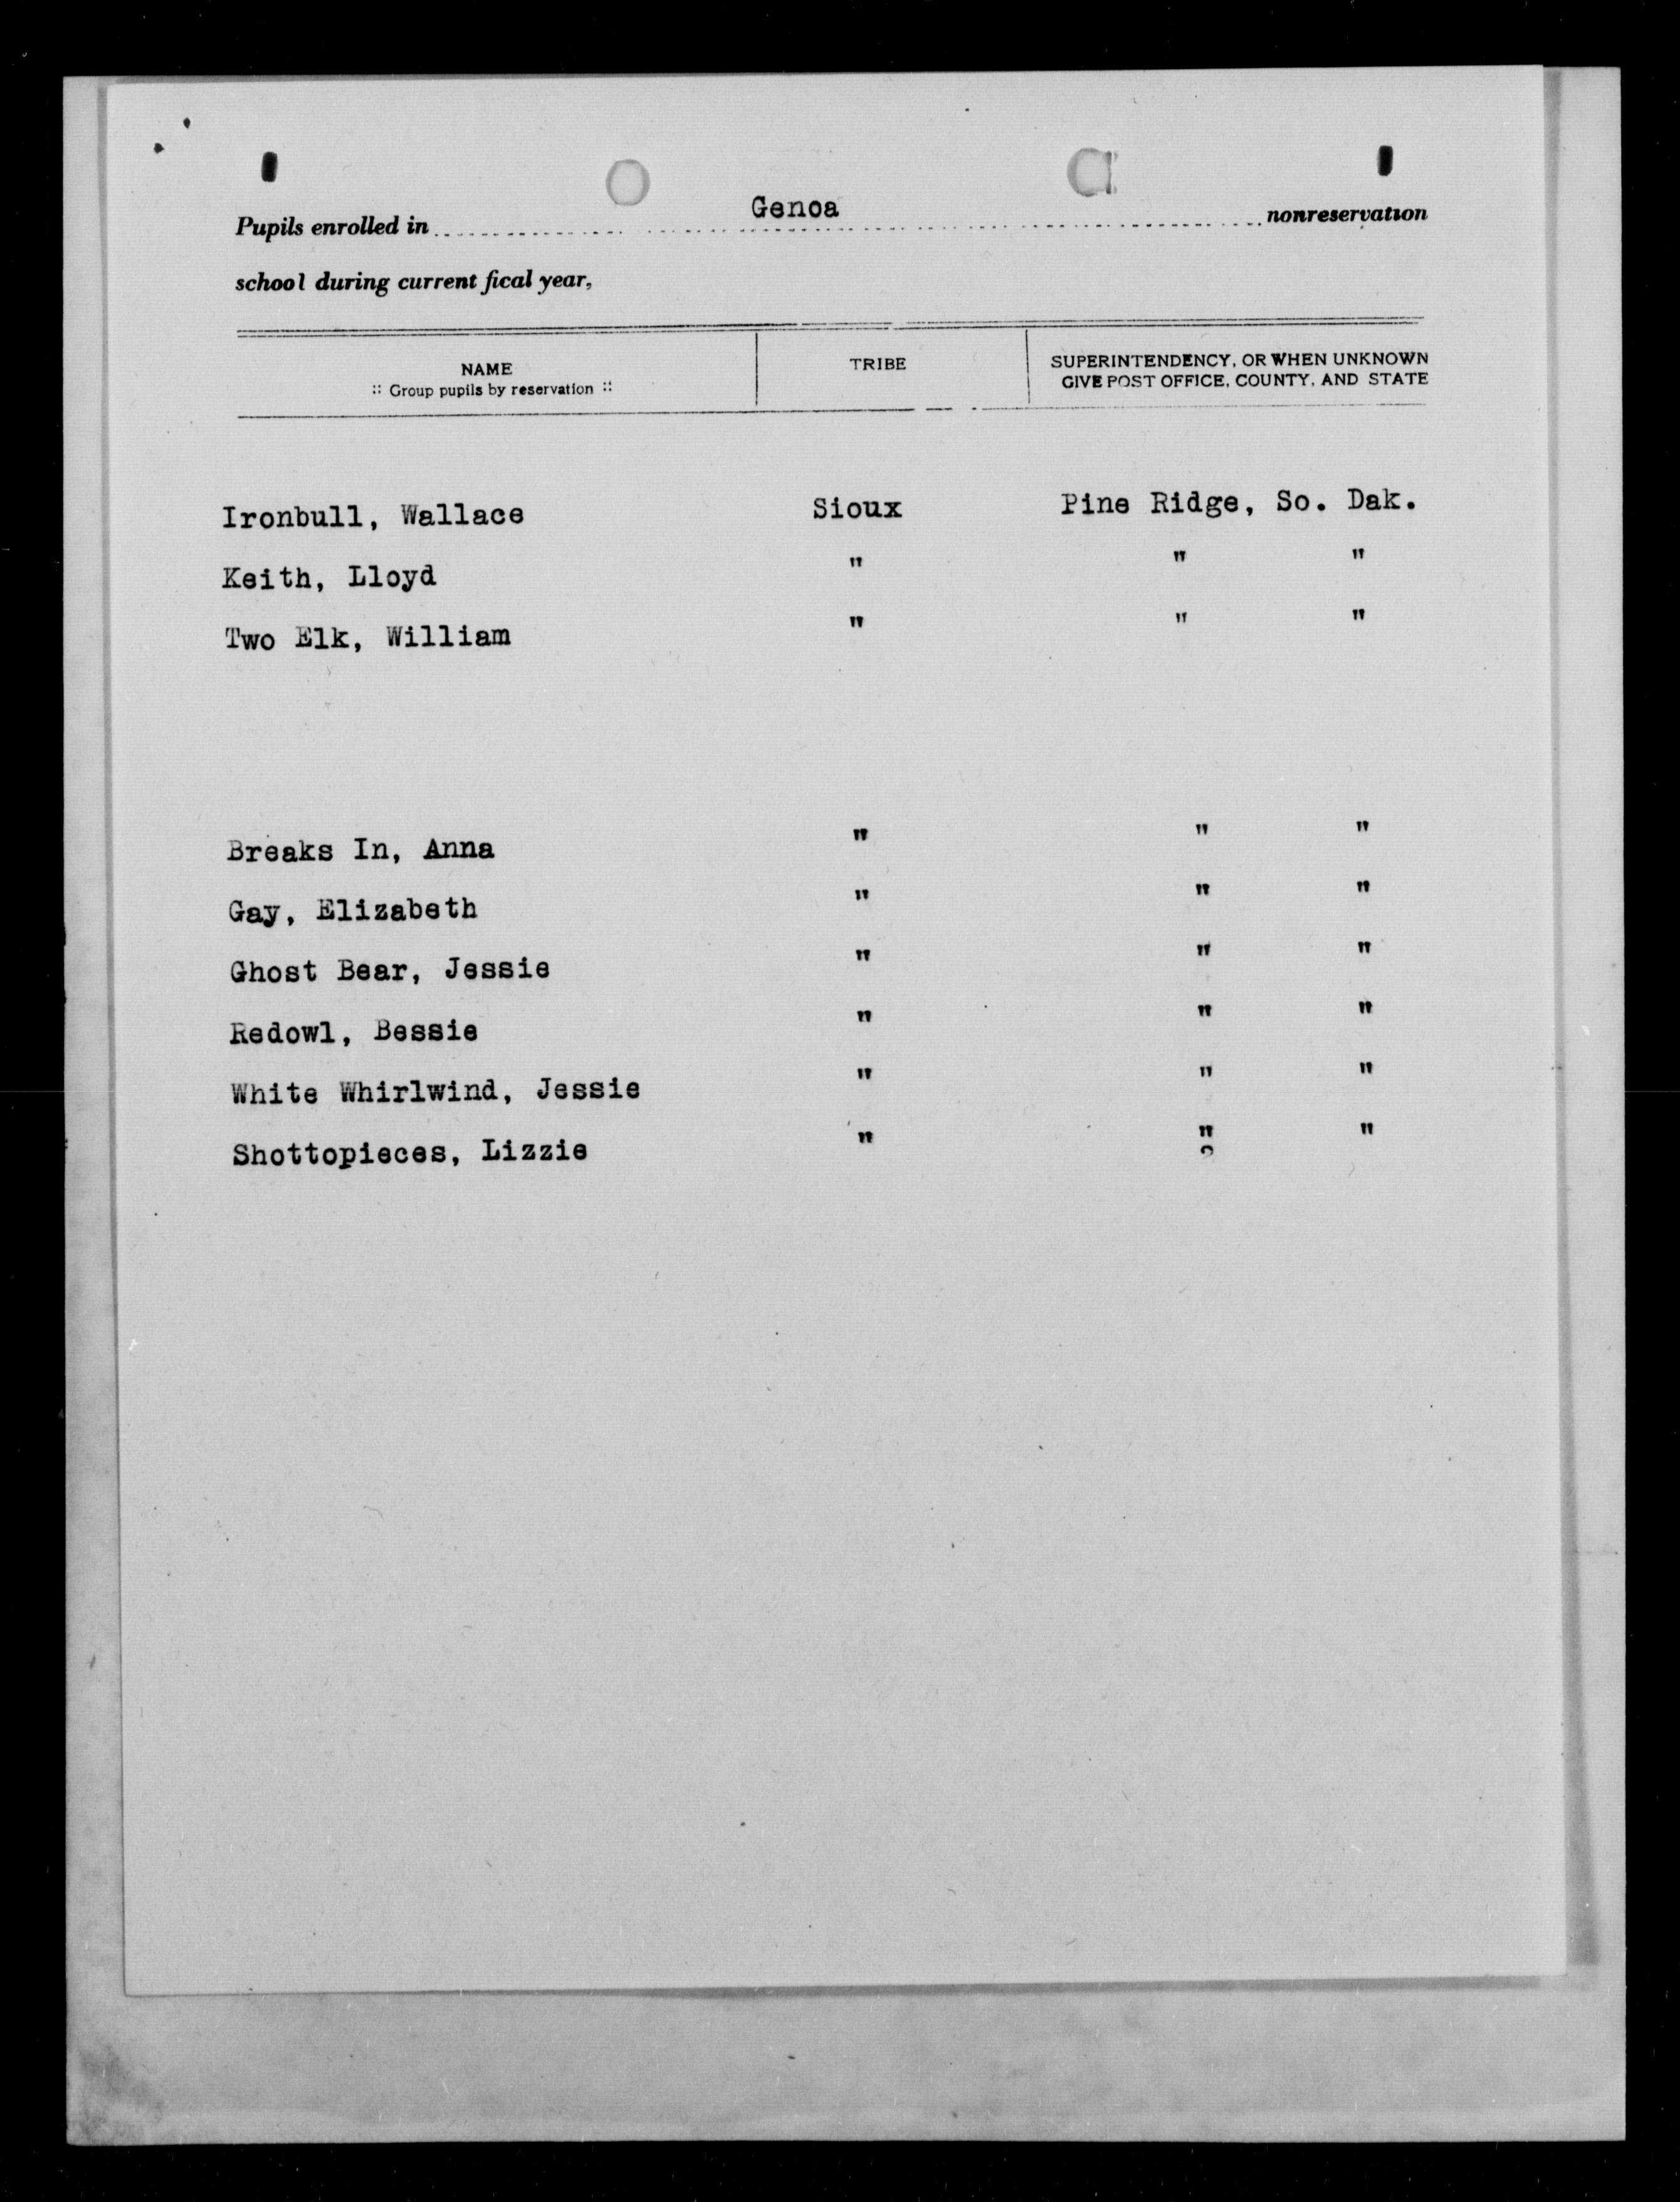 Pupils enrolled in Genoa nonreservation
school during current fical year,
NAME TRIBE SUPERINTENDENCY, OR WHEN UNKNOWN
:: Group pupils by reservation :: GIVE POST OFFICE, COUNTY, AND STATE
Ironbull, Wallace Sioux Pine Ridge, So. Dak.
Keith, Lloyd " " "
Two Elk, William " " "
Breaks In, Anna " " "
Gay, Elizabeth " " "
Ghost Bear, Jessie " " "
Redowl, Bessie " " "
White Whirlwind, Jessie " " "
Shottopieces, Lizzie " " "